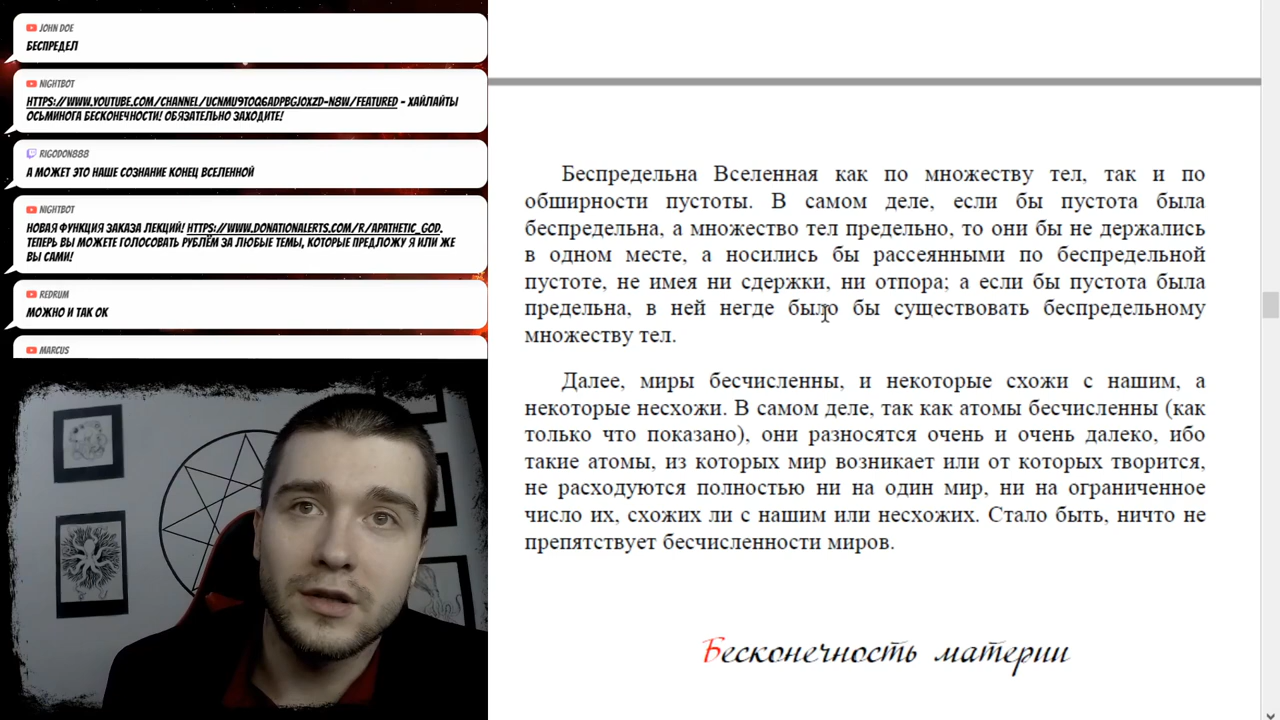 JOHN DOE
БЕСПРЕДЕЛ
NIGHTBOT
HTTPS://WWW.YOUTUBE.COM/CHANNEL/UCNMU9TOQ6ADPBGJOXZD-N8W/FEATURED - ХАЙЛАЙТЫ
ОСЬМИНОГА БЕСКОНЕЧНОСТИ! ОБЯЗАТЕЛЬНО ЗАХОДИТЕ!
RIGODON888
А МОЖЕТ ЭТО НАШЕ СОЗНАНИЕ КОНЕЦ ВСЕЛЕННОЙ
NIGHTBOT
НОВАЯ ФУНКЦИЯ ЗАКАЗА ЛЕКЦИЙ! HTTPS://WWW.DONATIONALERTS.COM/R/APATHETIC_GOD.
ТЕПЕРЬ ВЫ МОЖЕТЕ ГОЛОСОВАТЬ РУБЛЁМ ЗА ЛЮБЫЕ ТЕМЫ, КОТОРЫЕ ПРЕДЛОЖУ Я ИЛИ ЖЕ
ВЫ САМИ!
REDRUM
МОЖНО И ТАК ОК
MARCUS
Беспредельна Вселенная как по множеству тел, так и по
обширности пустоты. В самом деле, если бы пустота была
беспредельна, а множество тел предельно, то они бы не держались
в одном месте, а носились бы рассеянными по беспредельной
пустоте, не имея ни сдержки, ни отпора; а если бы пустота была
предельна, в ней негде было бы существовать беспредельному
множеству тел.
Далее, миры бесчисленны, и некоторые схожи с нашим, а
некоторые несхожи. В самом деле, так как атомы бесчисленны (как
только что показано), они разносятся очень и очень далеко, ибо
такие атомы, из которых мир возникает или от которых творится,
не расходуются полностью ни на один мир, ни на ограниченное
число их, схожих ли с нашим или несхожих. Стало быть, ничто не
препятствует бесчисленности миров.
Бесконечность материи